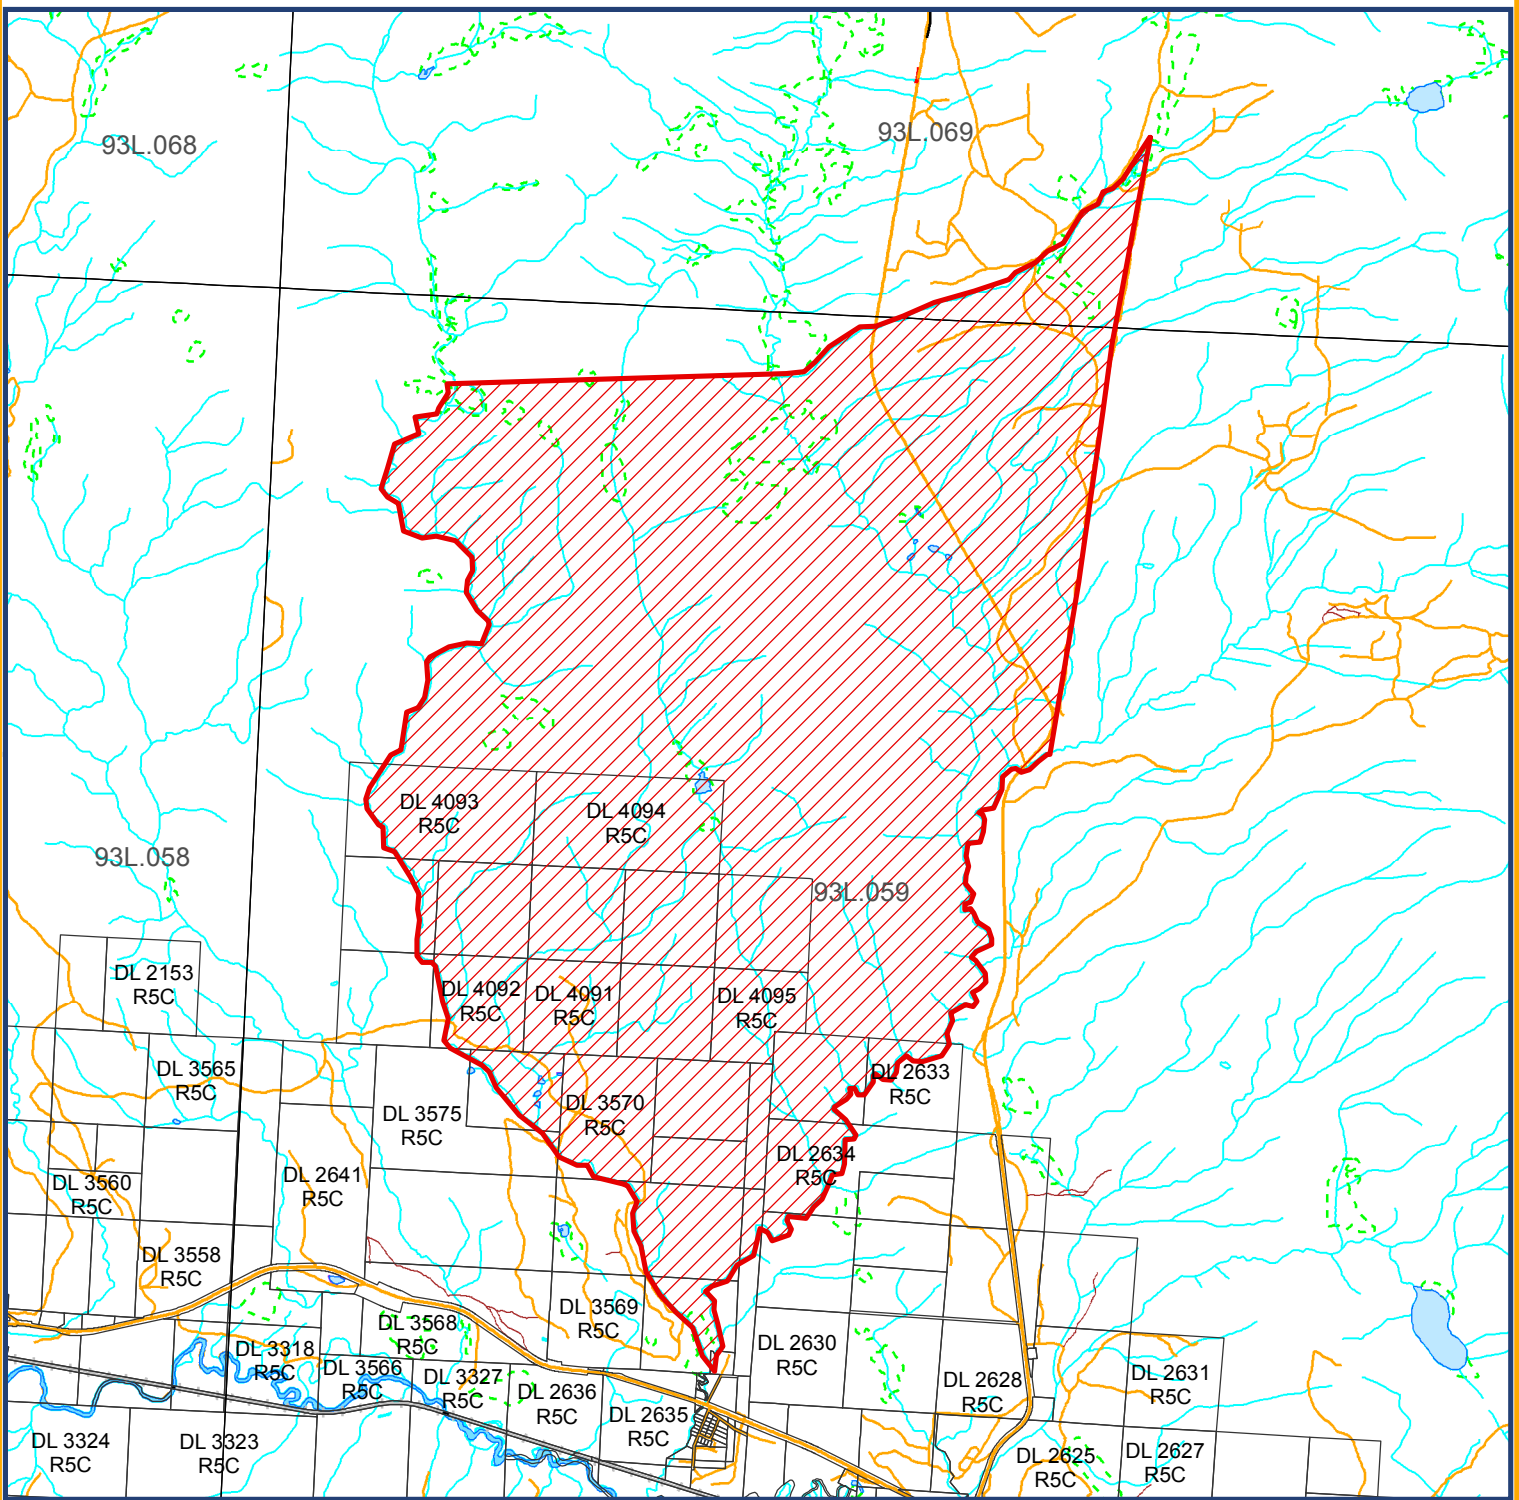 93L.069
93L.068
DL 4093
R5C
DL 4094
R5C
93L.058
93L.059
DL 2153
R5C
DL 4092
R5C
DL 4091
R5C
DL 4095
R5C
DL 3565
R5C
DL 2633
R5C
DL 3575
R5C
DL 3570
R5C
DL 2634
R5C
DL 2641
R5C
DL 3560
R5C
DL 3558
R5C
DL 3569
R5C
DL 3568
R5C
DL 2630
R5C
DL 3318
R5C
DL 3566
R5C
DL 3327
R5C
DL 2636
R5C
DL 2628
R5C
DL 2631
R5C
DL 2635
R5C
DL 3324
R5C
DL 3323
R5C
DL 2625
R5C
DL 2627
R5C